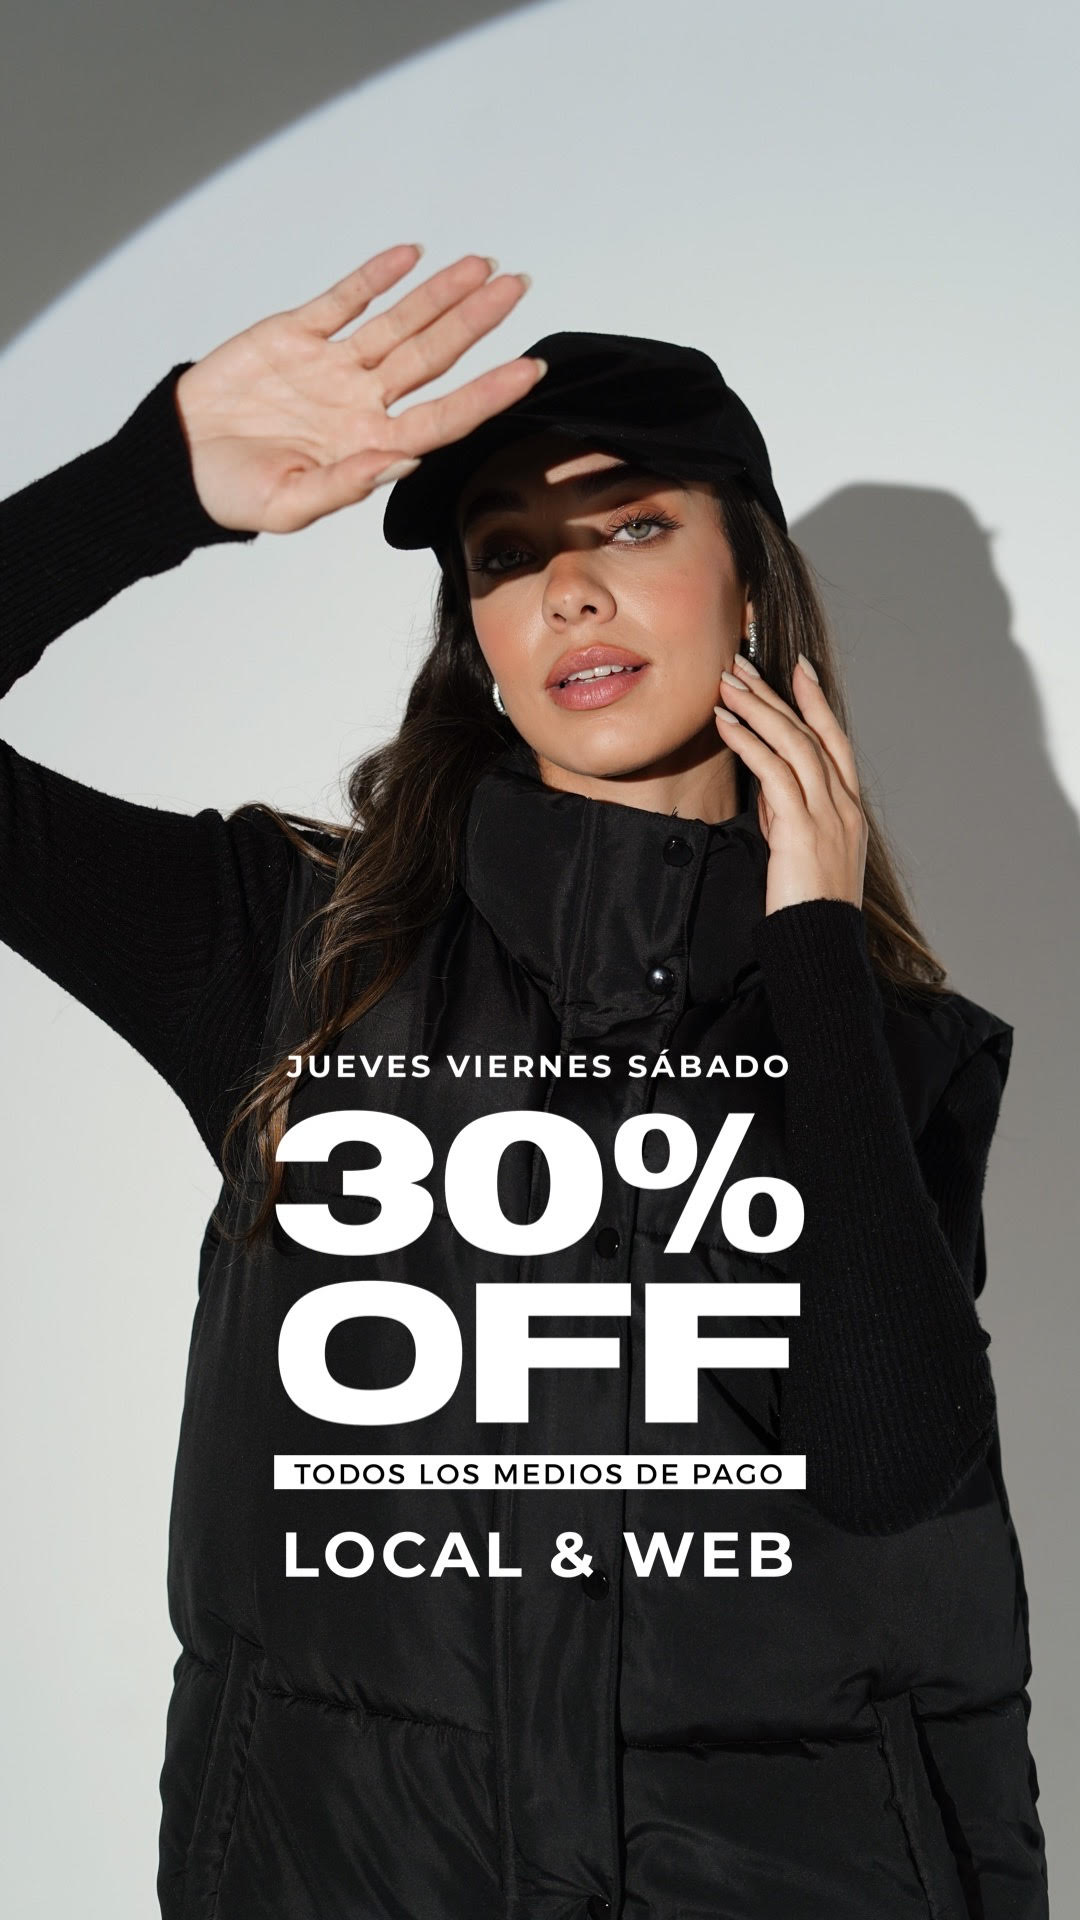 JUEVES VIERNES SÁBADO
30%
OFF
TODOS LOS MEDIOS DE PAGO
LOCAL & WEB